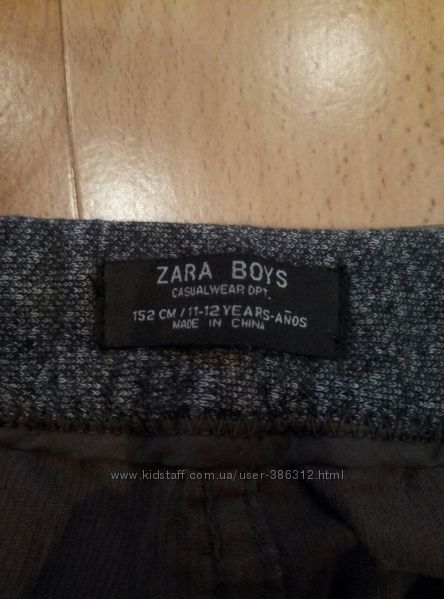 ZARA BOYS
CASUALWEAR DPT.
152 CM / 11-12 YEARS-AÑOS
MADE IN CHINA
www.kidstaff.com.ua/user-386312.html